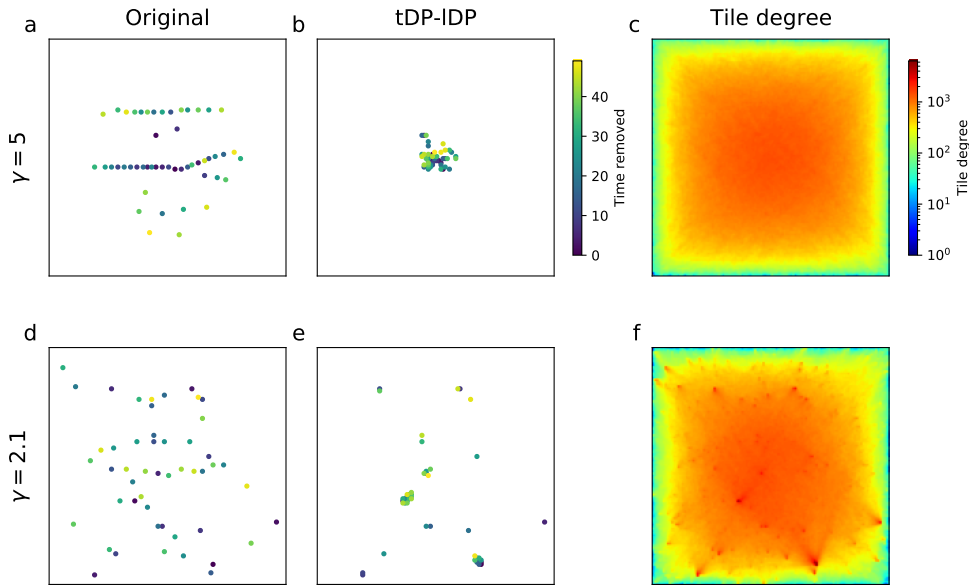 a
Original
b
tDP-lDP
c
Tile degree
γ = 5
40
30
20
10
0
Time removed
10³
10²
10¹
10⁰
Tile degree
d
e
f
γ = 2.1